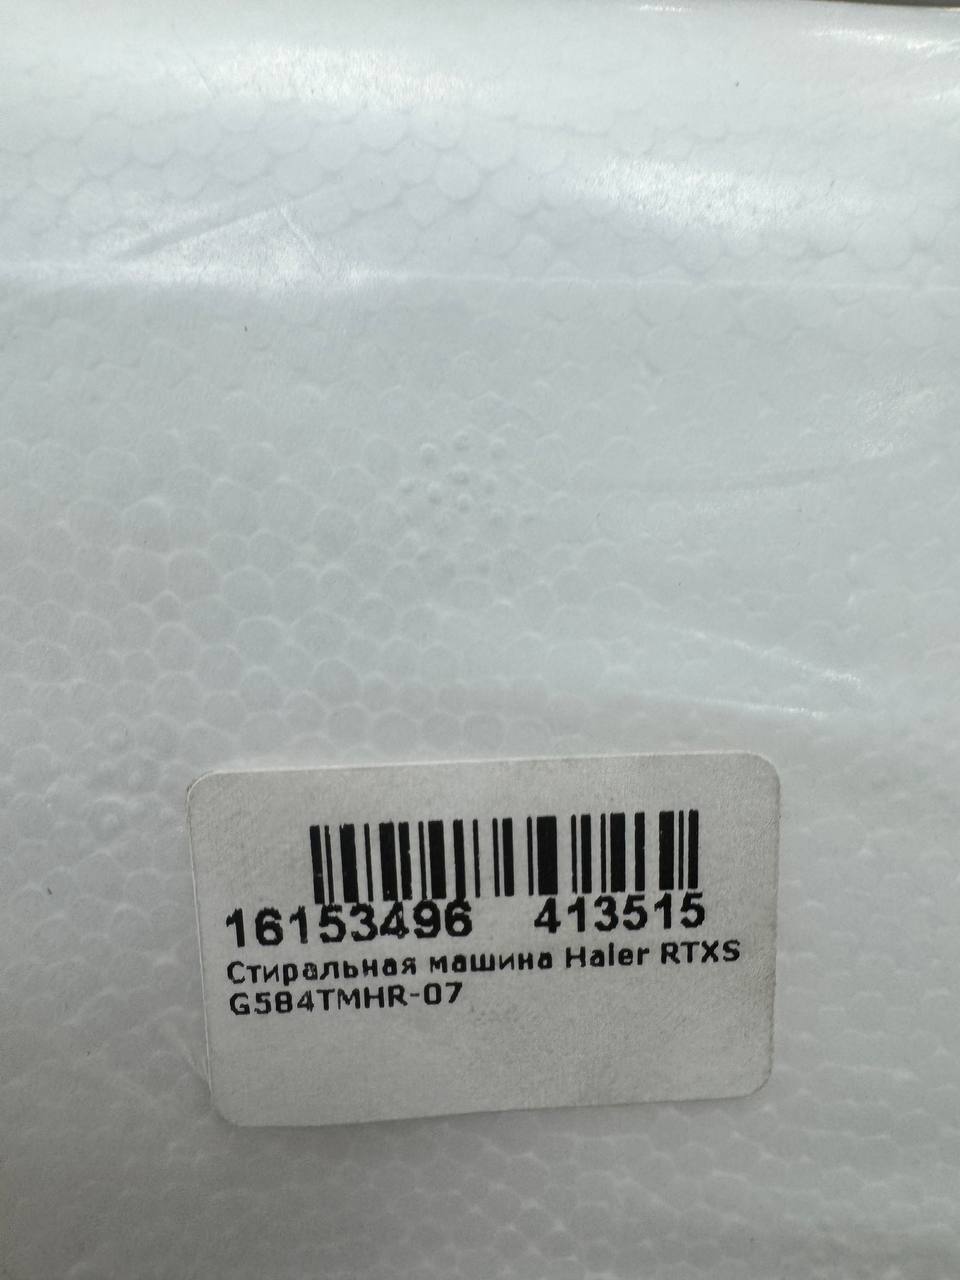 16153496 413515
Стиральная машина Haier RTXS
G584TMHR-07